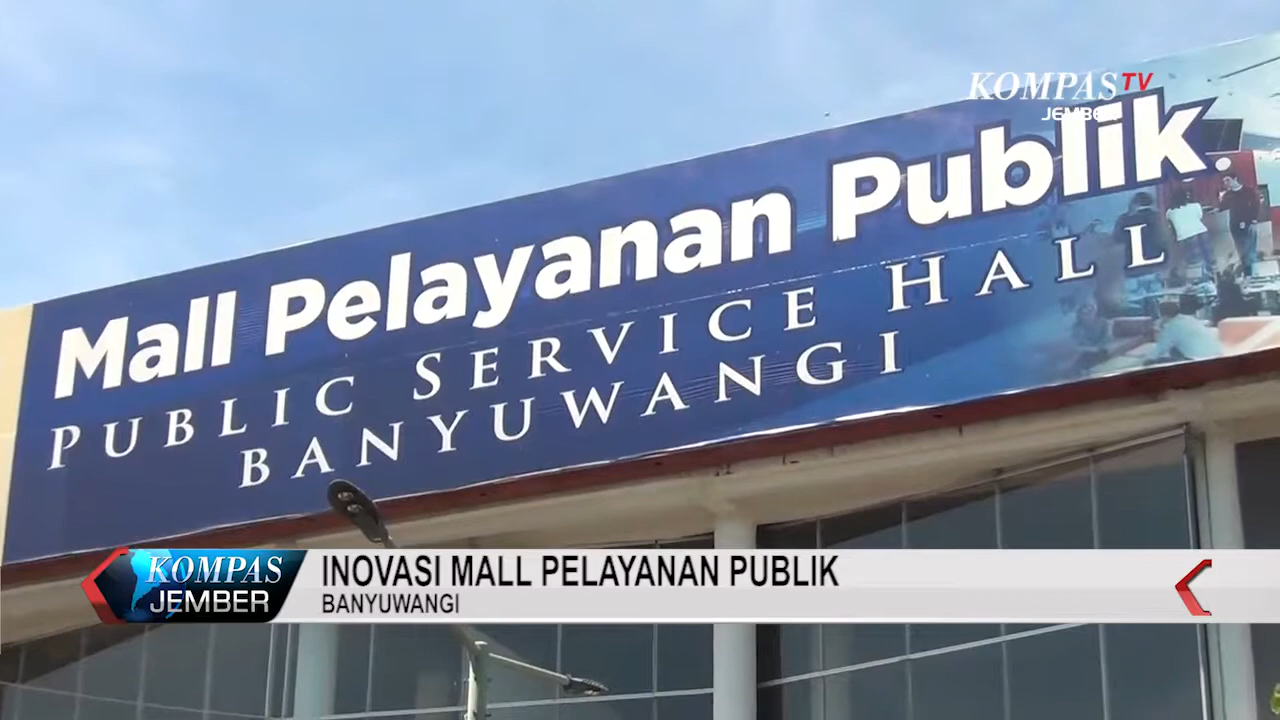 KOMPAS TV
JEMBER
Mall Pelayanan Publik
PUBLIC SERVICE HALL
BANYUWANGI
KOMPAS
JEMBER
INOVASI MALL PELAYANAN PUBLIK
BANYUWANGI